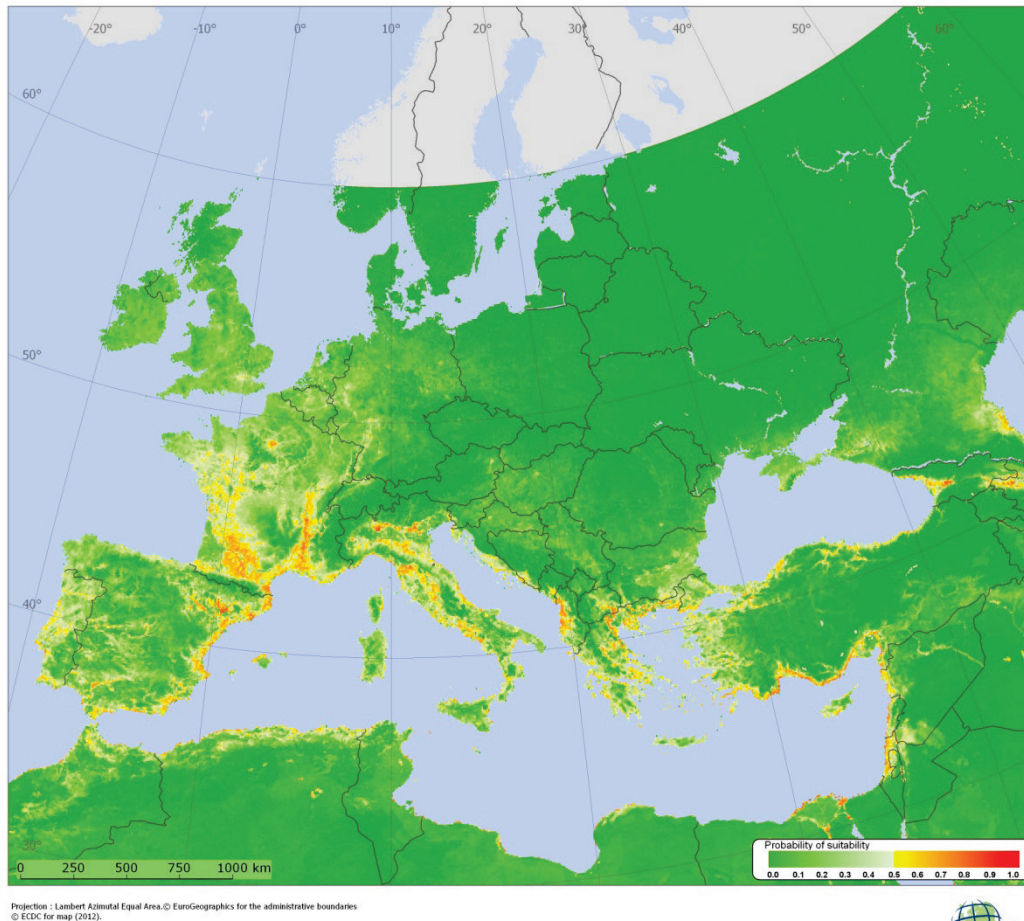 -20°
-10°
0°
10°
20°
30°
40°
50°
60°
60°
50°
40°
30°
0 250 500 750 1000 km
Probability of suitability
0.0 0.1 0.2 0.3 0.4 0.5 0.6 0.7 0.8 0.9 1.0
Projection : Lambert Azimutal Equal Area.© EuroGeographics for the administrative boundaries
© ECDC for map (2012).